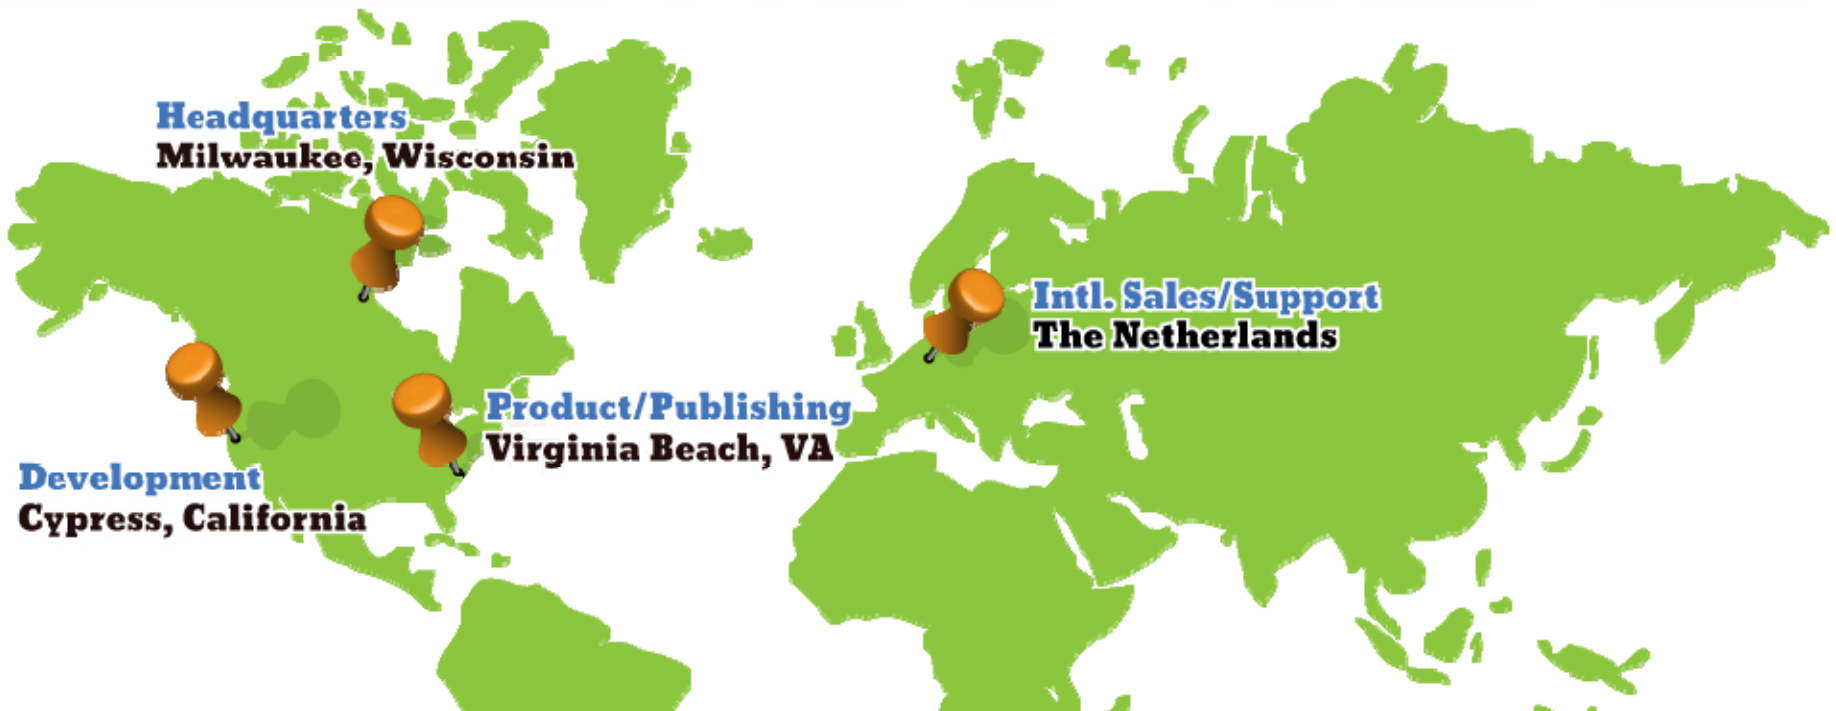 Headquarters
Milwaukee, Wisconsin
Intl. Sales/Support
The Netherlands
Product/Publishing
Virginia Beach, VA
Development
Cypress, California